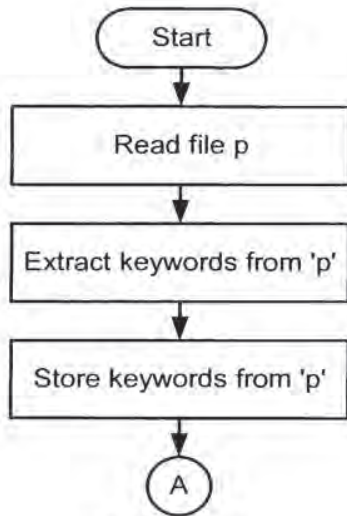 Start
Read file p
Extract keywords from 'p'
Store keywords from 'p'
A